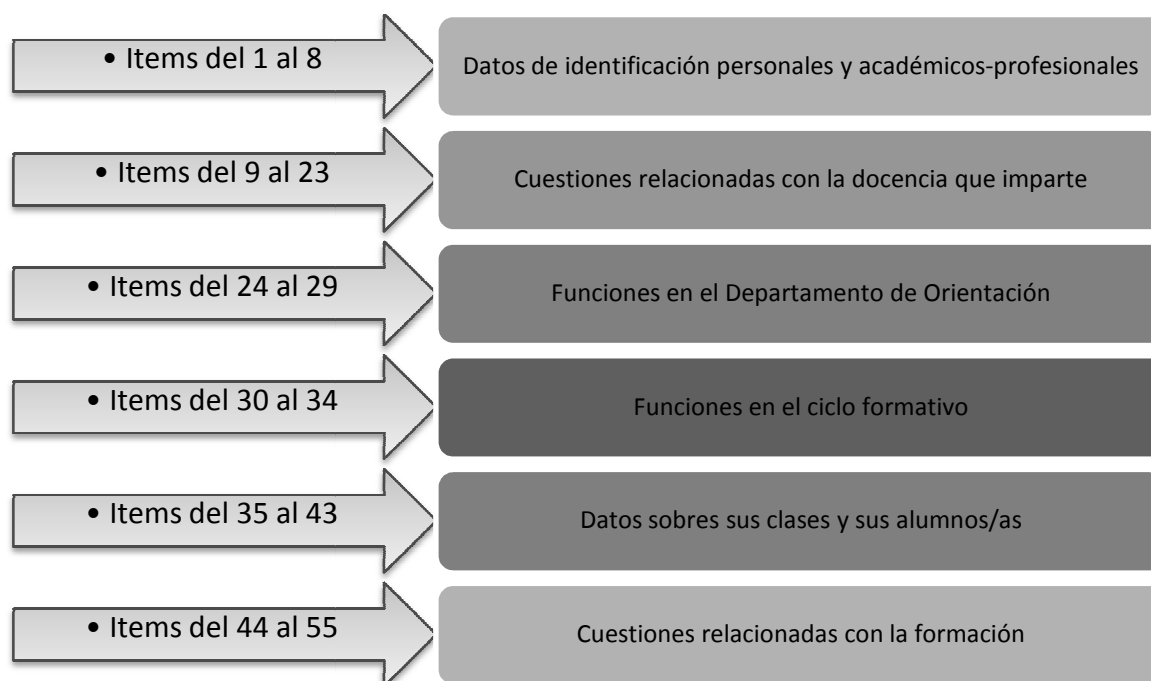 • Items del 1 al 8
Datos de identificación personales y académicos-profesionales
• Items del 9 al 23
Cuestiones relacionadas con la docencia que imparte
• Items del 24 al 29
Funciones en el Departamento de Orientación
• Items del 30 al 34
Funciones en el ciclo formativo
• Items del 35 al 43
Datos sobres sus clases y sus alumnos/as
• Items del 44 al 55
Cuestiones relacionadas con la formación